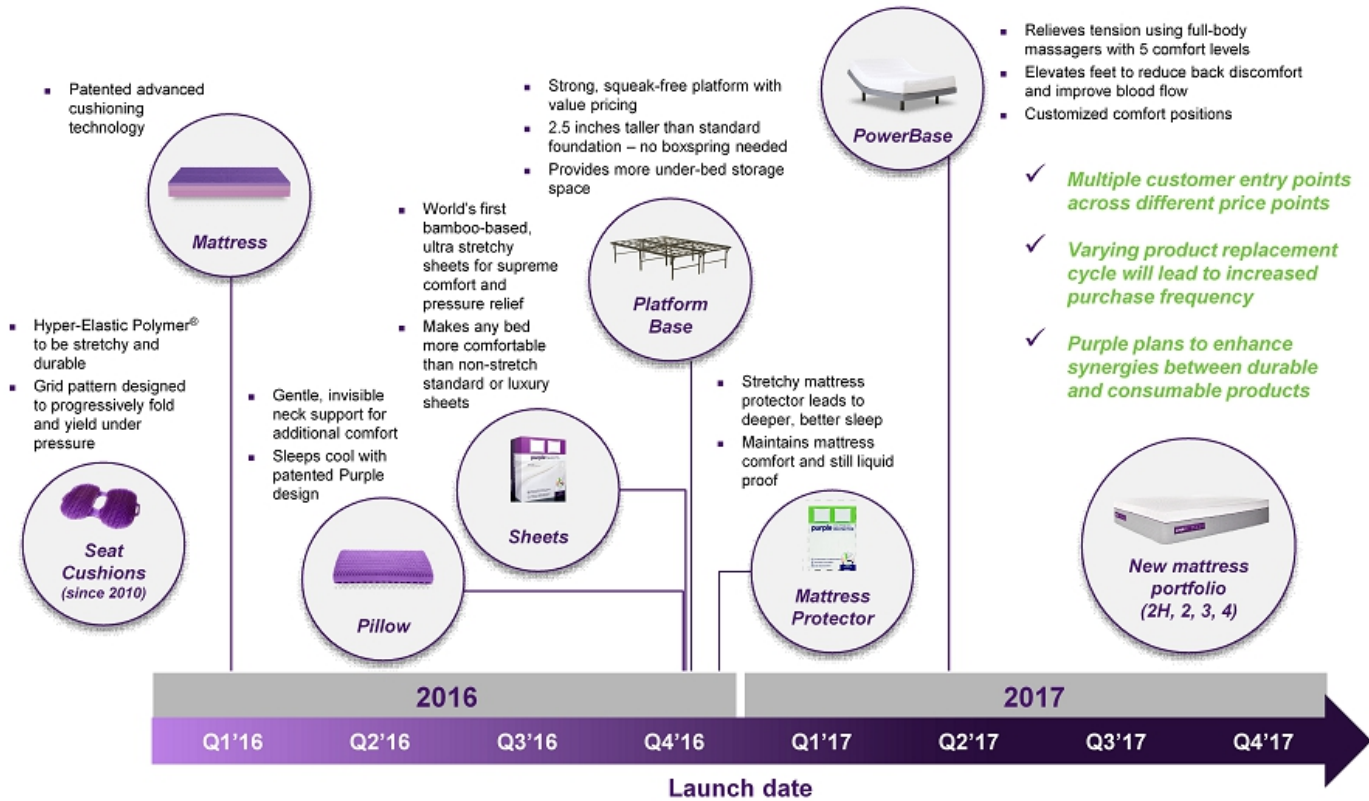 ▪ Patented advanced
cushioning
technology
Mattress
▪ Hyper-Elastic Polymer®
to be stretchy and
durable
▪ Grid pattern designed
to progressively fold
and yield under
pressure
Seat
Cushions
(since 2010)
▪ Gentle, invisible
neck support for
additional comfort
▪ Sleeps cool with
patented Purple
design
Pillow
▪ World's first
bamboo-based,
ultra stretchy
sheets for supreme
comfort and
pressure relief
▪ Makes any bed
more comfortable
than non-stretch
standard or luxury
sheets
Sheets
▪ Strong, squeak-free platform with
value pricing
▪ 2.5 inches taller than standard
foundation – no boxspring needed
▪ Provides more under-bed storage
space
Platform
Base
▪ Stretchy mattress
protector leads to
deeper, better sleep
▪ Maintains mattress
comfort and still liquid
proof
purple
Mattress
Protector
PowerBase
▪ Relieves tension using full-body
massagers with 5 comfort levels
▪ Elevates feet to reduce back discomfort
and improve blood flow
▪ Customized comfort positions
✓ Multiple customer entry points
across different price points
✓ Varying product replacement
cycle will lead to increased
purchase frequency
✓ Purple plans to enhance
synergies between durable
and consumable products
New mattress
portfolio
(2H, 2, 3, 4)
2016 2017
Q1'16 Q2'16 Q3'16 Q4'16 Q1'17 Q2'17 Q3'17 Q4'17
Launch date